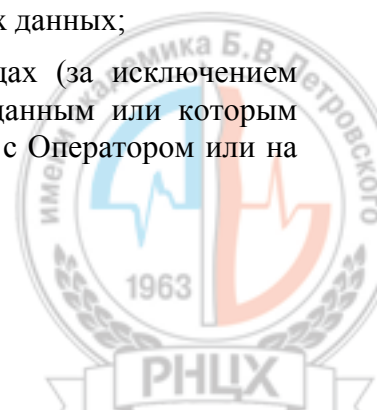 х данных;
цах (за исключением
данным или которым
с Оператором или на
имени академика Б.В. Петровского
1963
РНЦХ